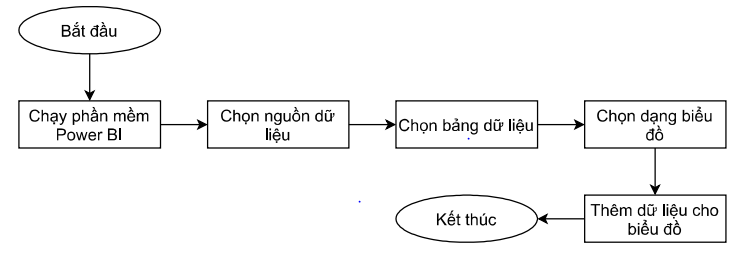 Bắt đầu
Chạy phần mềm
Power BI
Chọn nguồn dữ
liệu
Chọn bảng dữ liệu
Chọn dạng biểu
đồ
Thêm dữ liệu cho
biểu đồ
Kết thúc